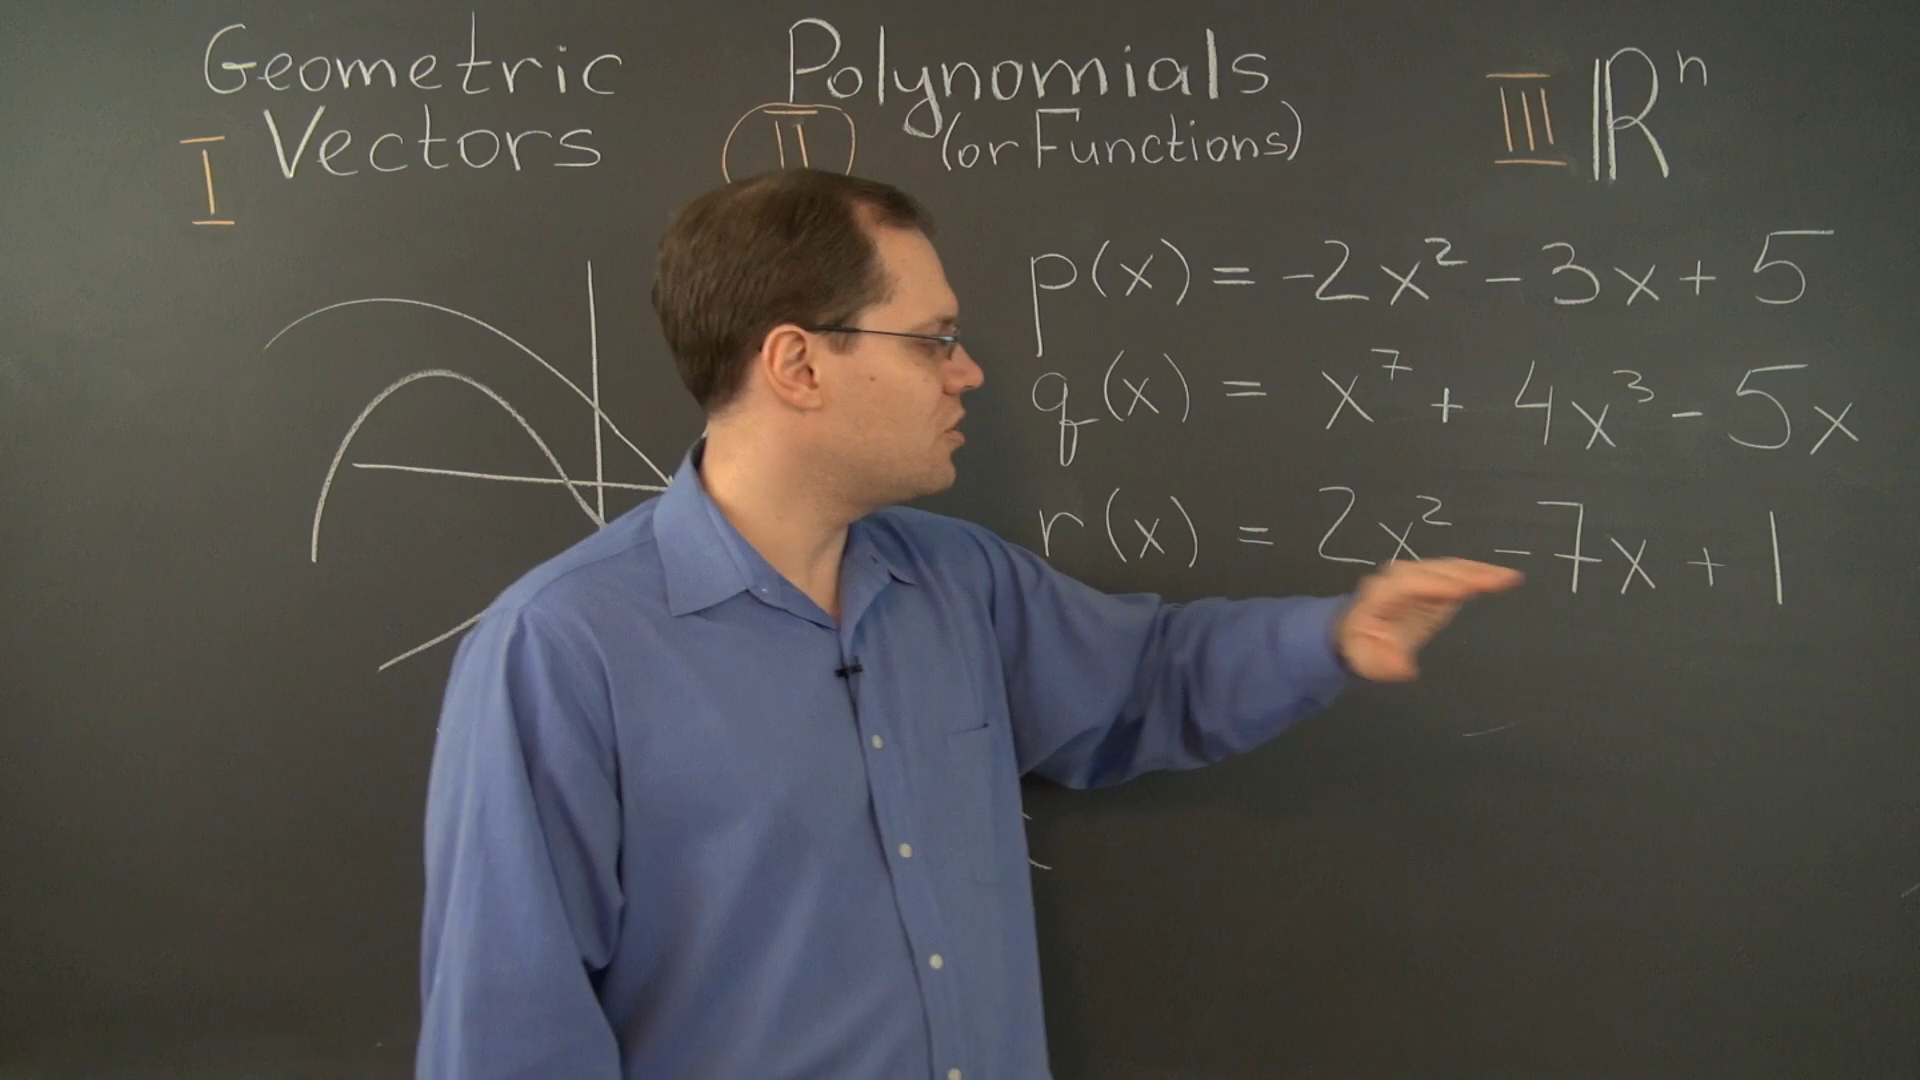 Geometric
I Vectors
Polynomials
II (or Functions)
III ℝⁿ
p(x) = -2x² - 3x + 5
q(x) = x⁷ + 4x³ - 5x
r(x) = 2x² - 7x + 1